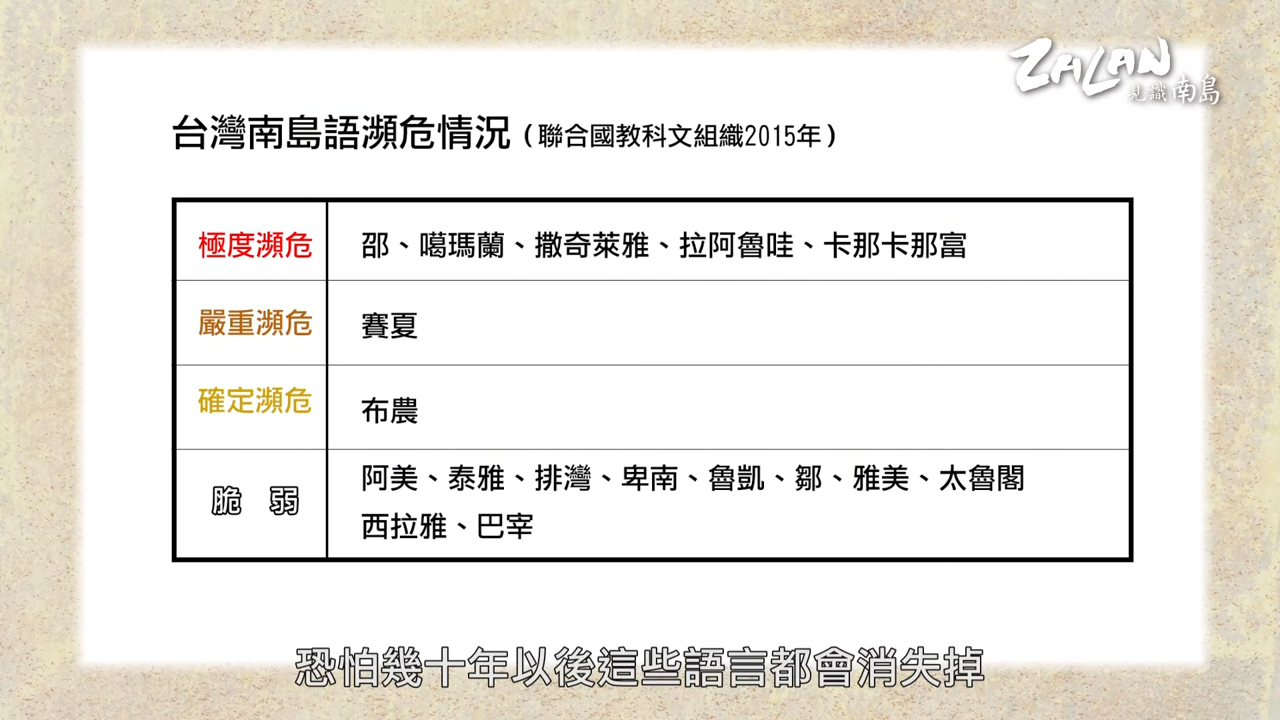 ZALAN
見識南島
台灣南島語瀕危情況（聯合國教科文組織2015年）
極度瀕危 邵、噶瑪蘭、撒奇萊雅、拉阿魯哇、卡那卡那富
嚴重瀕危 賽夏
確定瀕危 布農
脆 弱 阿美、泰雅、排灣、卑南、魯凱、鄒、雅美、太魯閣
西拉雅、巴宰
恐怕幾十年以後這些語言都會消失掉